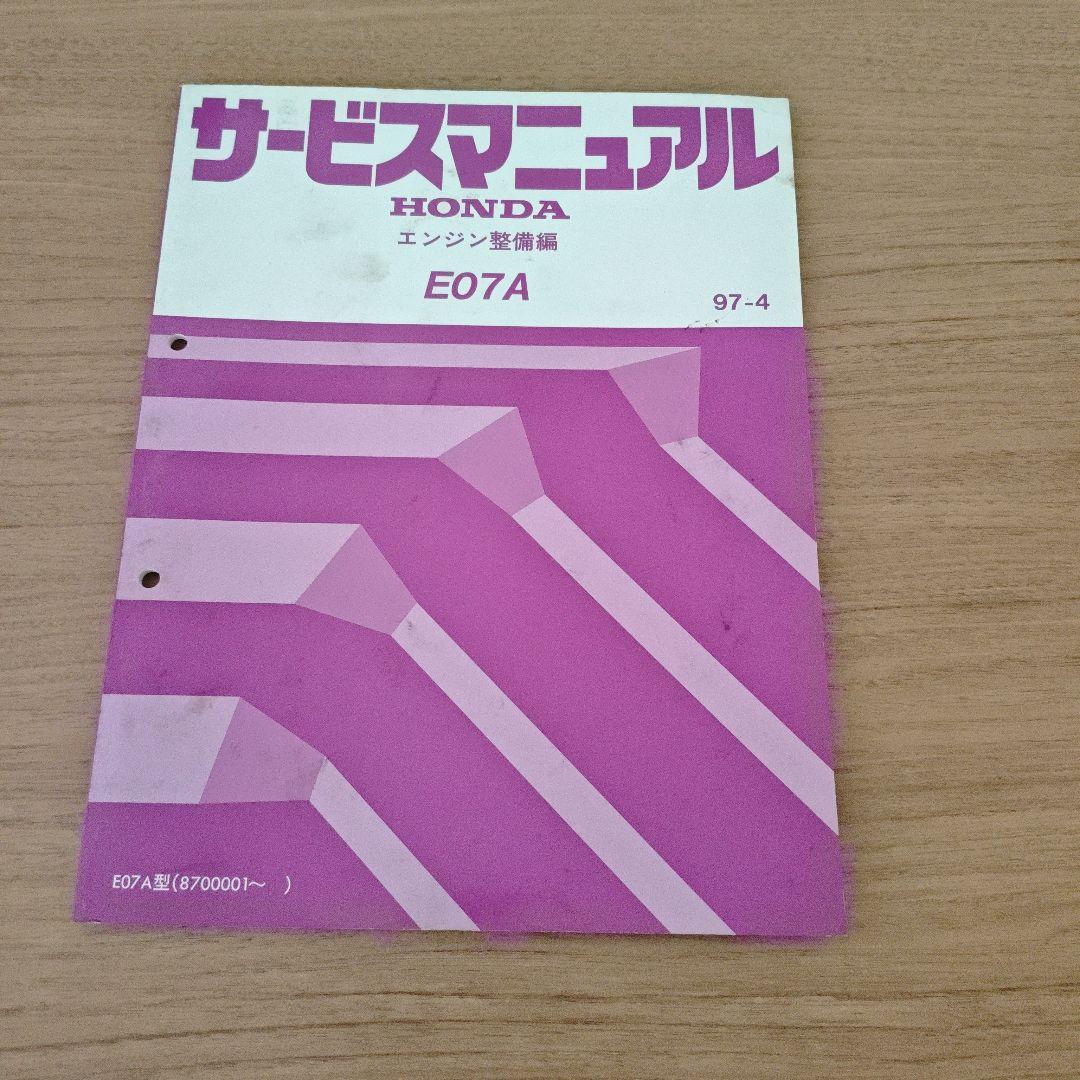 サービスマニュアル
HONDA
エンジン整備編
E07A
97-4
E07A型(8700001～　)